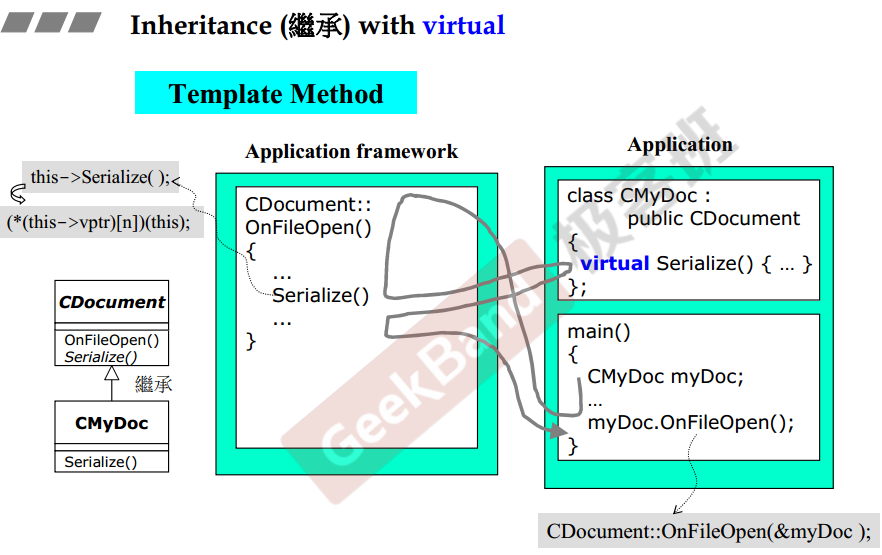 Inheritance (繼承) with virtual
Template Method
Application framework
Application
this->Serialize( );
(*(this->vptr)[n])(this);
CDocument::
OnFileOpen()
{
...
Serialize()
...
}
class CMyDoc :
public CDocument
{
virtual Serialize() { … }
};
main()
{
CMyDoc myDoc;
…
myDoc.OnFileOpen();
}
CDocument::OnFileOpen(&myDoc );
CDocument
OnFileOpen()
Serialize()
繼承
CMyDoc
Serialize()
GeekBand 极客班